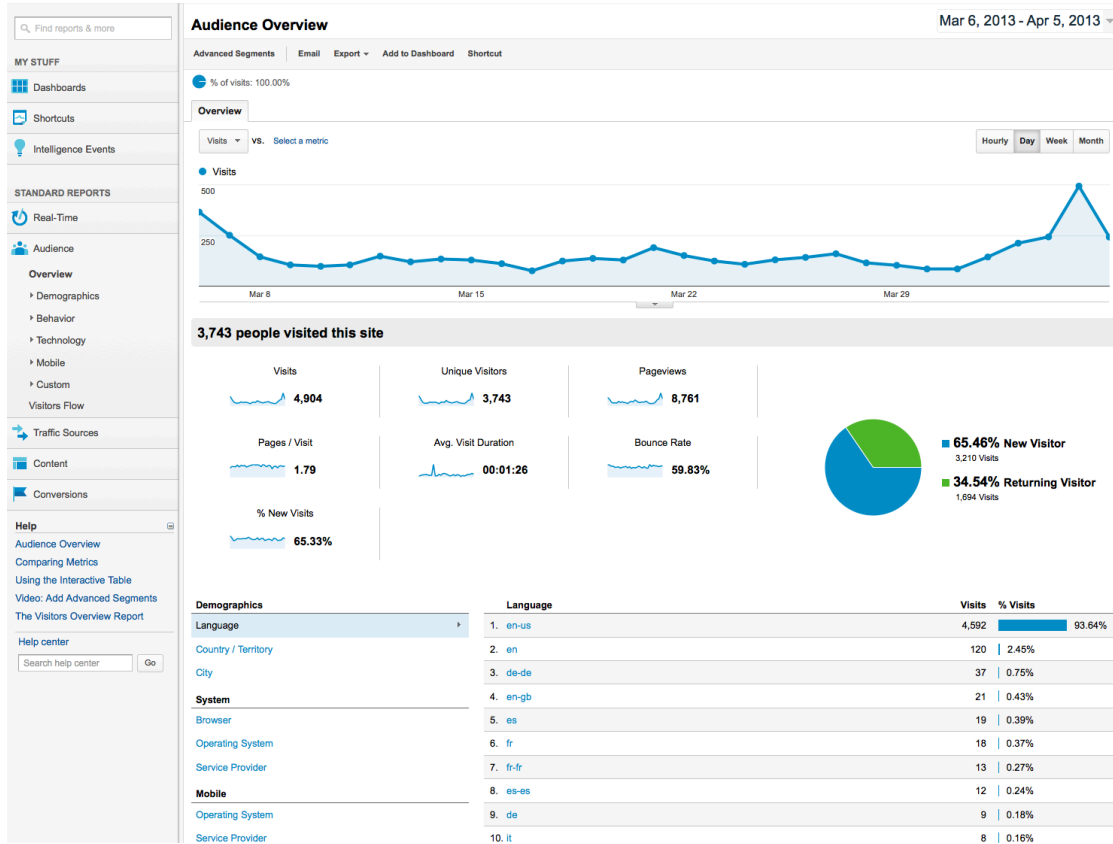 Find reports & more
MY STUFF
Dashboards
Shortcuts
Intelligence Events
STANDARD REPORTS
Real-Time
Audience
Overview
Demographics
Behavior
Technology
Mobile
Custom
Visitors Flow
Traffic Sources
Content
Conversions
Help
Audience Overview
Comparing Metrics
Using the Interactive Table
Video: Add Advanced Segments
The Visitors Overview Report
Help center
Search help center Go
Audience Overview Mar 6, 2013 - Apr 5, 2013
Advanced Segments Email Export Add to Dashboard Shortcut
% of visits: 100.00%
Overview
Visits VS. Select a metric Hourly Day Week Month
Visits
500
250
Mar 8 Mar 15 Mar 22 Mar 29
3,743 people visited this site
Visits Unique Visitors Pageviews
4,904 3,743 8,761
Pages / Visit Avg. Visit Duration Bounce Rate
1.79 00:01:26 59.83%
% New Visits
65.33%
65.46% New Visitor
3,210 Visits
34.54% Returning Visitor
1,694 Visits
Demographics
Language
Country / Territory
City
System
Browser
Operating System
Service Provider
Mobile
Operating System
Service Provider
Language Visits % Visits
1. en-us 4,592 93.64%
2. en 120 2.45%
3. de-de 37 0.75%
4. en-gb 21 0.43%
5. es 19 0.39%
6. fr 18 0.37%
7. fr-fr 13 0.27%
8. es-es 12 0.24%
9. de 9 0.18%
10. it 8 0.16%